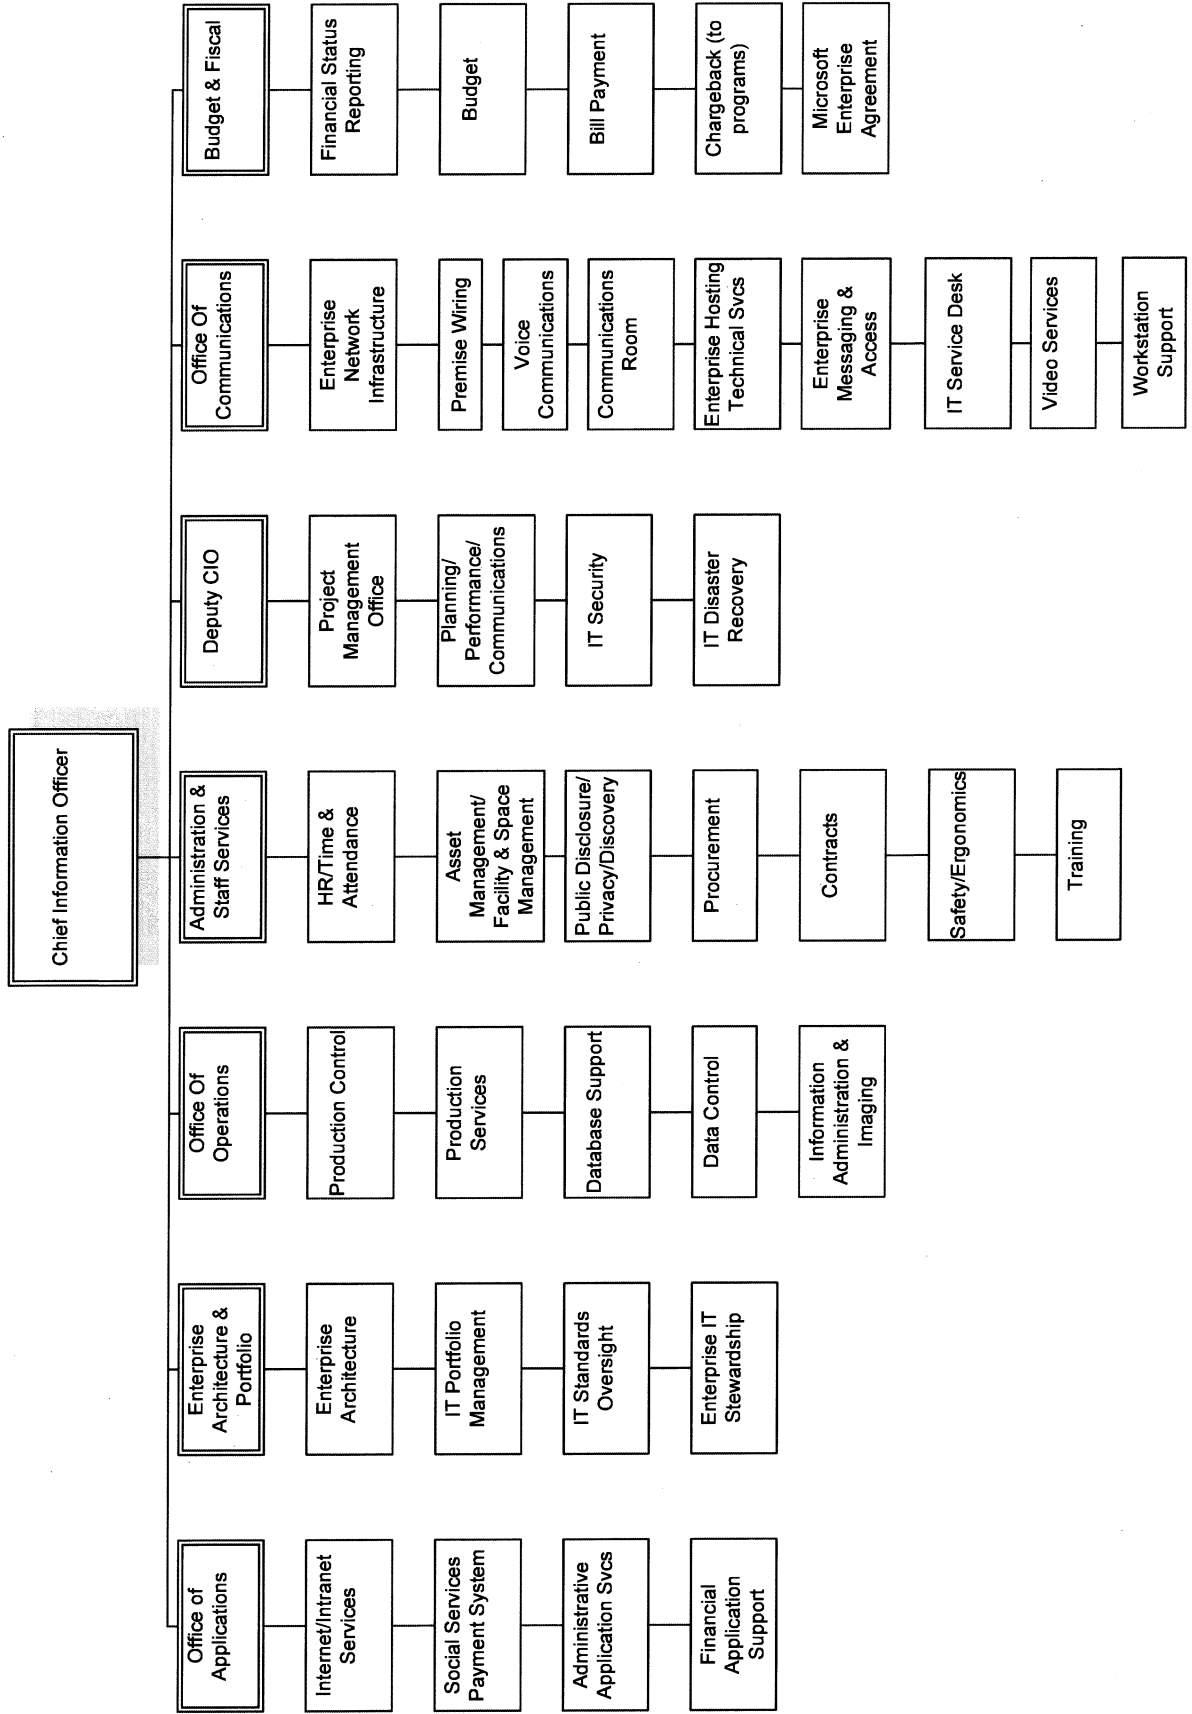 Chief Information Officer
Office of
Applications
Internet/Intranet
Services
Social Services
Payment System
Administrative
Application Svcs
Financial
Application
Support
Enterprise
Architecture &
Portfolio
Enterprise
Architecture
IT Portfolio
Management
IT Standards
Oversight
Enterprise IT
Stewardship
Office Of
Operations
Production Control
Production
Services
Database Support
Data Control
Information
Administration &
Imaging
Administration &
Staff Services
HR/Time &
Attendance
Asset
Management/
Facility & Space
Management
Public Disclosure/
Privacy/Discovery
Procurement
Contracts
Safety/Ergonomics
Training
Deputy CIO
Project
Management
Office
Planning/
Performance/
Communications
IT Security
IT Disaster
Recovery
Office Of
Communications
Enterprise
Network
Infrastructure
Premise Wiring
Voice
Communications
Communications
Room
Enterprise Hosting
Technical Svcs
Enterprise
Messaging &
Access
IT Service Desk
Video Services
Workstation
Support
Budget & Fiscal
Financial Status
Reporting
Budget
Bill Payment
Chargeback (to
programs)
Microsoft
Enterprise
Agreement